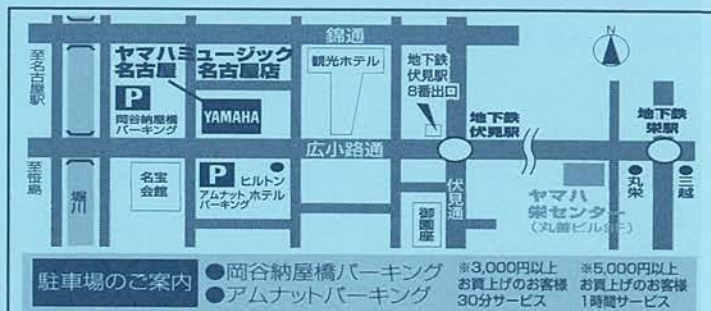 錦通
至名古屋駅
ヤマハミュージック
名古屋 名古屋店
P
岡谷納屋橋
パーキング
YAMAHA
観光ホテル
地下鉄
伏見駅
8番出口
N
地下鉄
伏見駅
地下鉄
栄駅
広小路通
至笹島
堀川
名宝
会館
P
アムナット
パーキング
ヒルトン
ホテル
伏見通
御園座
ヤマハ
栄センター
(丸善ビル8F)
丸栄
三越
駐車場のご案内
●岡谷納屋橋パーキング
●アムナットパーキング
※3,000円以上
お買上げのお客様
30分サービス
※5,000円以上
お買上げのお客様
1時間サービス